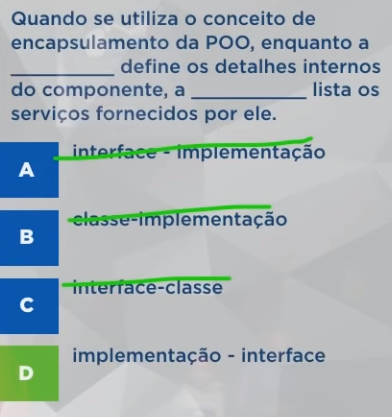 Quando se utiliza o conceito de
encapsulamento da POO, enquanto a
__________ define os detalhes internos
do componente, a ___________ lista os
serviços fornecidos por ele.
A interface - implementação
B classe-implementação
C interface-classe
D implementação - interface